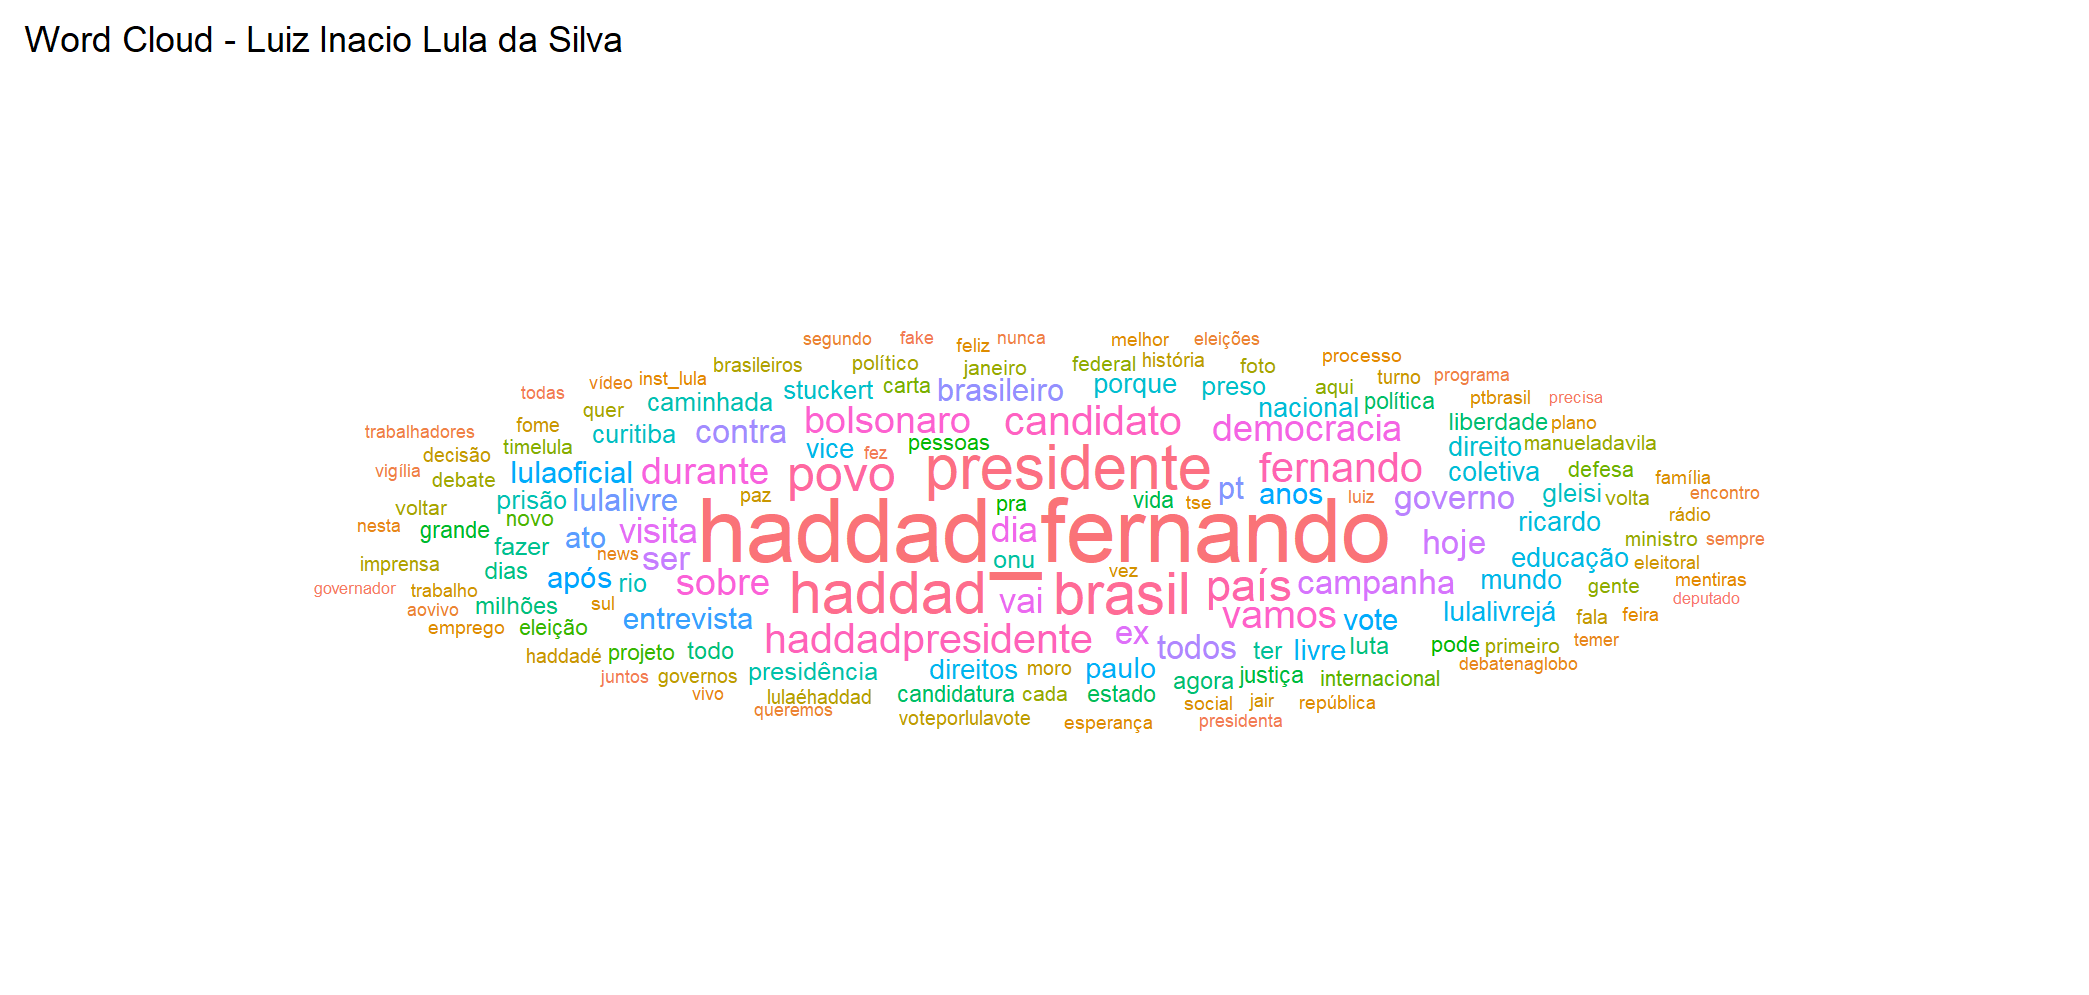 Word Cloud - Luiz Inacio Lula da Silva
segundo fake feliz nunca melhor eleições
brasileiros político janeiro federal história foto processo
todas vídeo inst_lula stuckert carta brasileiro porque preso aqui turno programa
quer caminhada nacional política ptbrasil precisa
trabalhadores fome curitiba contra bolsonaro candidato democracia liberdade plano
decisão timelula vice fez pessoas direito manueladavila
vigília debate lulaoficial durante povo presidente fernando coletiva defesa família
voltar prisão lulalivre paz pra vida tse pt anos luiz governo gleisi volta encontro
nesta grande novo ato visita haddad_fernando dia hoje ricardo rádio
imprensa fazer news ser onu educação ministro sempre
governador trabalho dias após rio sobre haddad vai vez brasil país campanha mundo gente eleitoral mentiras
aovivo milhões sul entrevista vamos vote lulalivrejá fala feira deputado
emprego eleição haddadpresidente ex todos ter livre luta pode primeiro temer
haddadé projeto todo debatenaglobo
juntos governos presidência direitos moro paulo agora justiça internacional
vivo lulaéhaddad candidatura cada estado social jair república
queremos voteporlulavote esperança presidenta